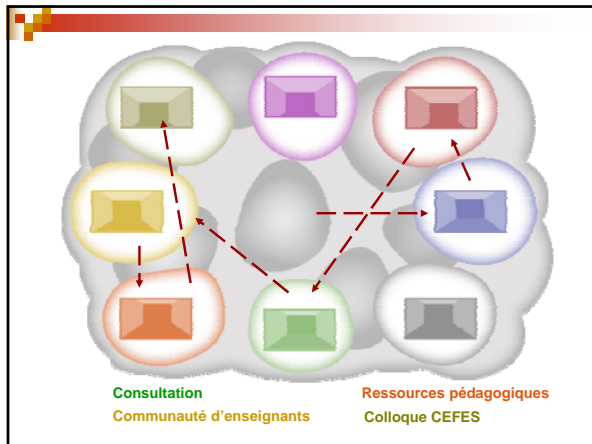 Consultation
Ressources pédagogiques
Communauté d'enseignants
Colloque CEFES